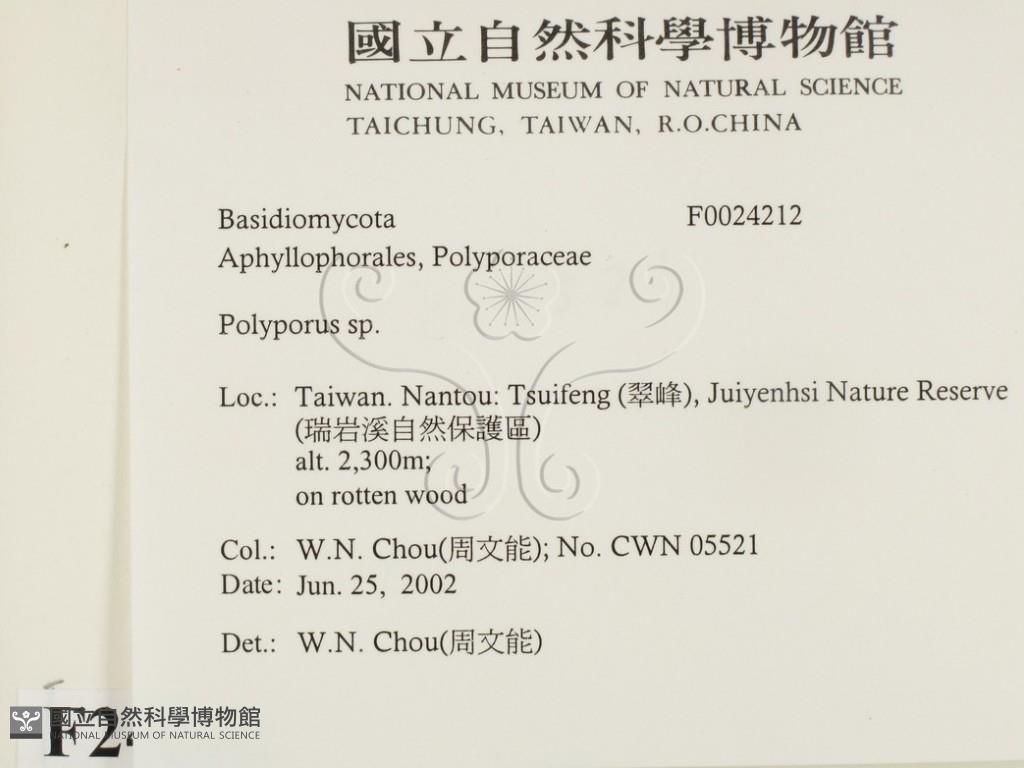 國立自然科學博物館
NATIONAL MUSEUM OF NATURAL SCIENCE
TAICHUNG, TAIWAN, R.O.CHINA
Basidiomycota F0024212
Aphyllophorales, Polyporaceae
Polyporus sp.
Loc.: Taiwan. Nantou: Tsuifeng (翠峰), Juiyenhsi Nature Reserve
(瑞岩溪自然保護區)
alt. 2,300m;
on rotten wood
Col.: W.N. Chou(周文能); No. CWN 05521
Date: Jun. 25, 2002
Det.: W.N. Chou(周文能)
國立自然科學博物館
NATIONAL MUSEUM OF NATURAL SCIENCE
F2